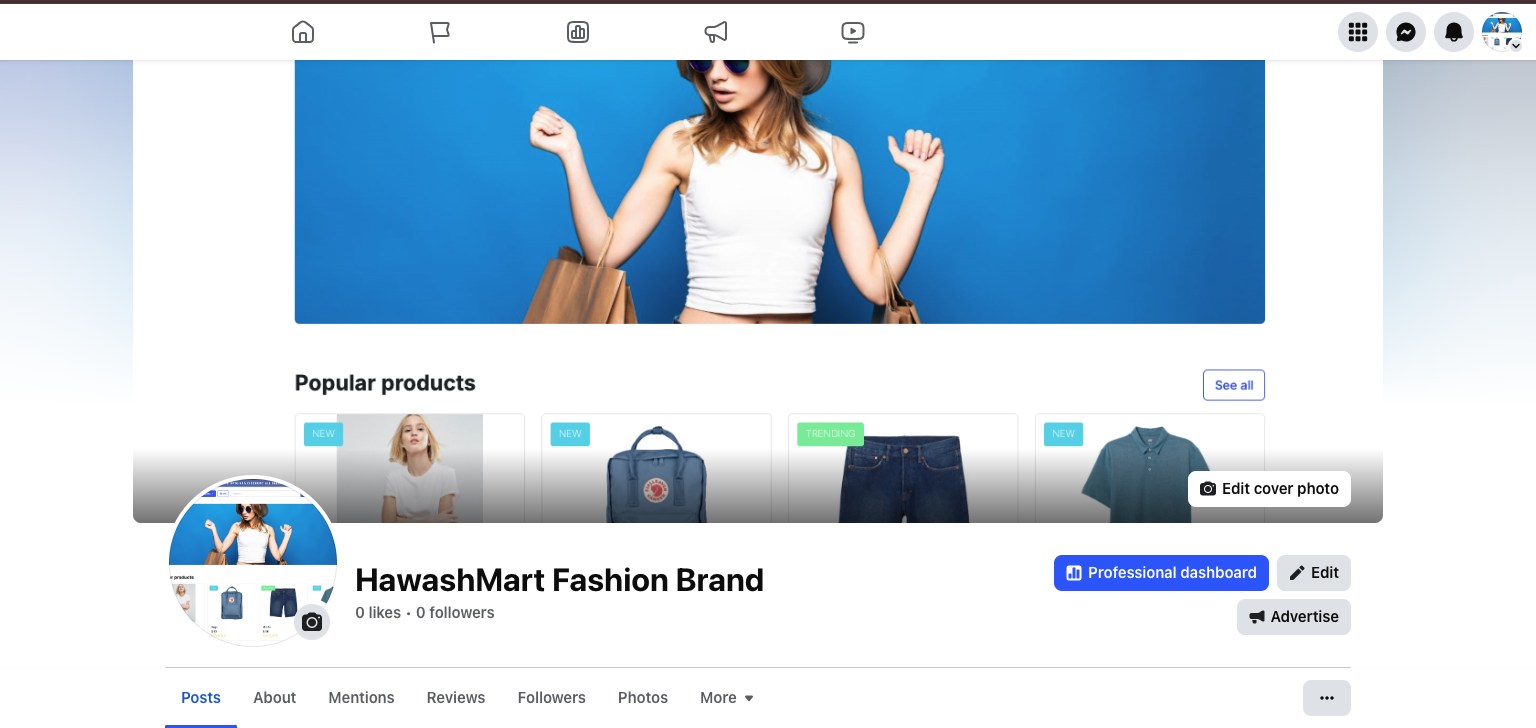 Popular products
See all
NEW
NEW
TRENDING
NEW
Edit cover photo
HawashMart Fashion Brand
0 likes • 0 followers
Professional dashboard
Edit
Advertise
Posts
About
Mentions
Reviews
Followers
Photos
More